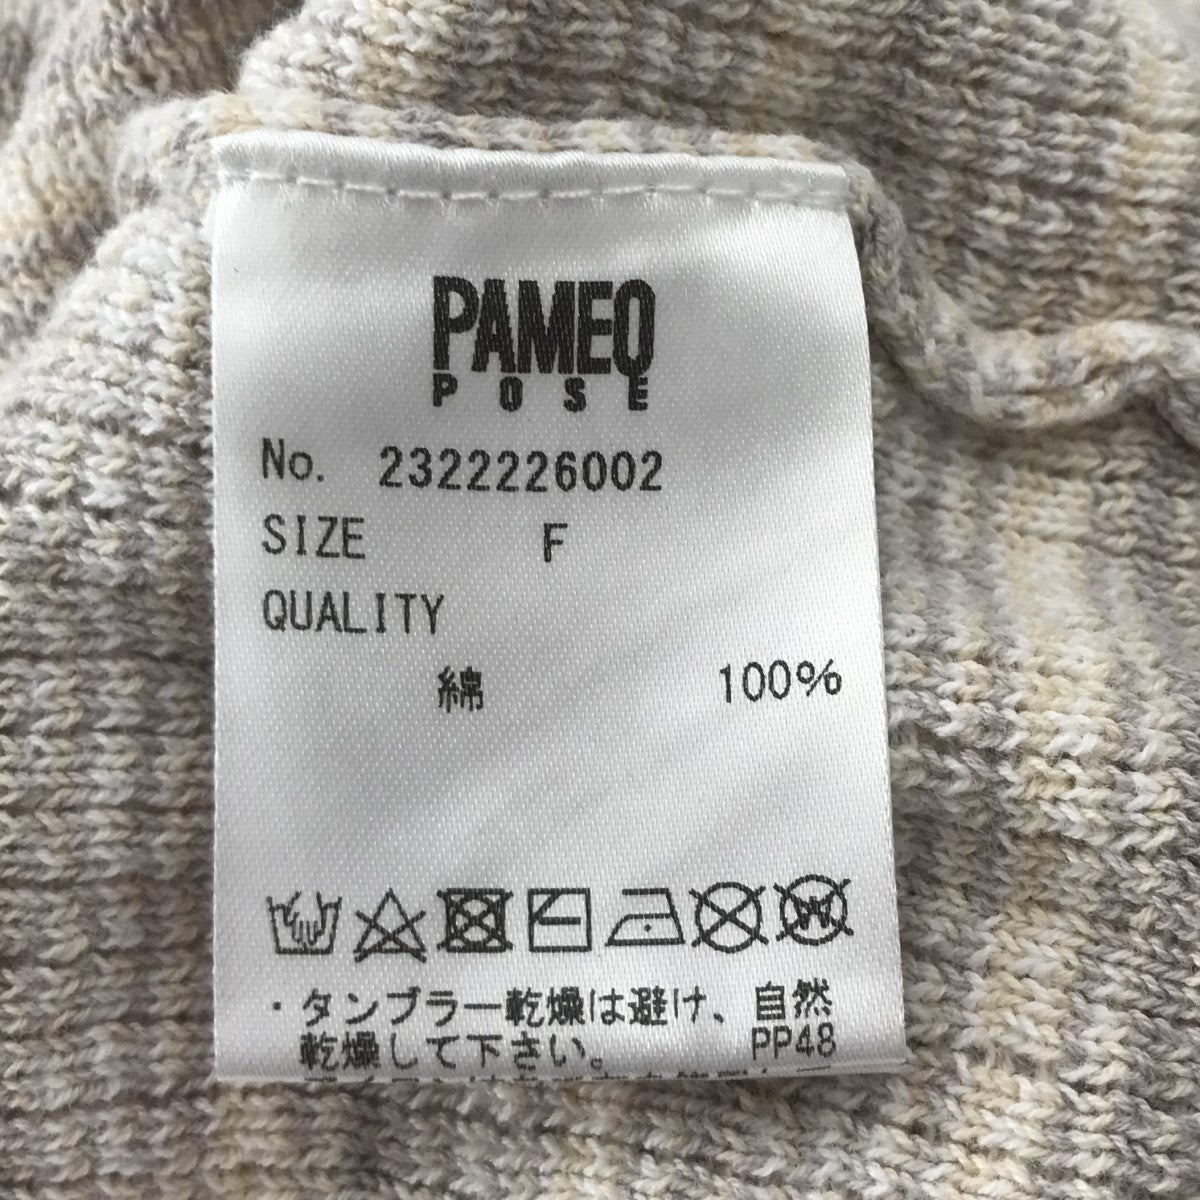 PAMEO
POSE
No. 2322226002
SIZE F
QUALITY
綿 100%
・タンブラー乾燥は避け、自然
乾燥して下さい。 PP48